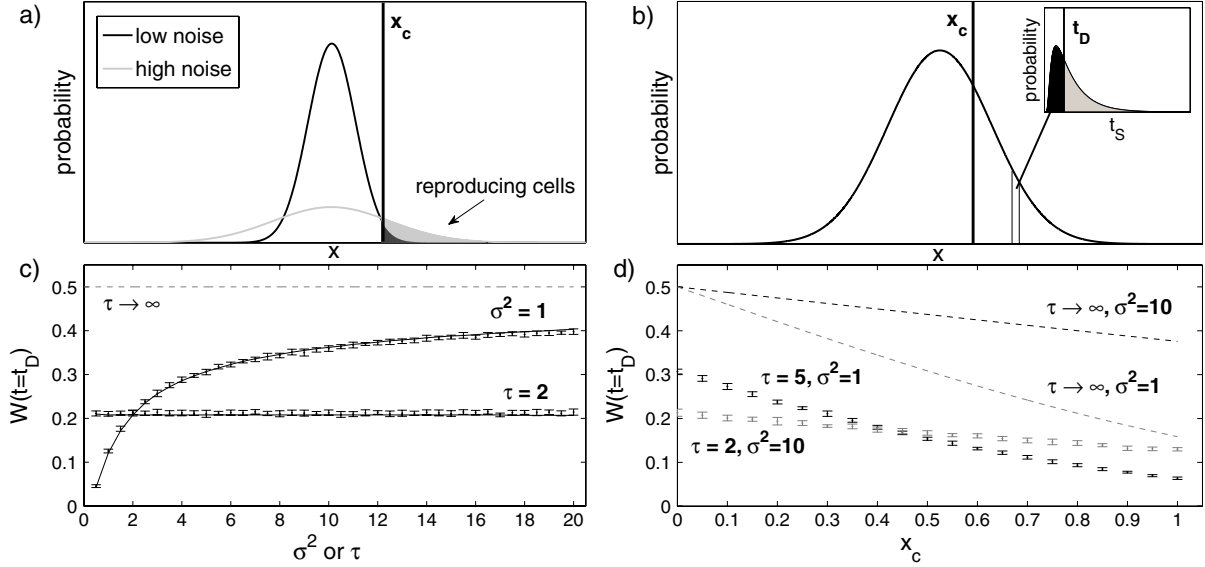 a)
x_c
low noise
high noise
reproducing cells
probability
x
b)
x_c
t_D
probability
t_S
probability
x
c)
0.5
0.4
0.3
0.2
0.1
0
W(t=t_D)
τ → ∞
σ² = 1
τ = 2
0 2 4 6 8 10 12 14 16 18 20
σ² or τ
d)
0.5
0.4
0.3
0.2
0.1
0
W(t=t_D)
τ → ∞, σ²=10
τ → ∞, σ²=1
τ = 5, σ²=1
τ = 2, σ²=10
0 0.1 0.2 0.3 0.4 0.5 0.6 0.7 0.8 0.9 1
x_c